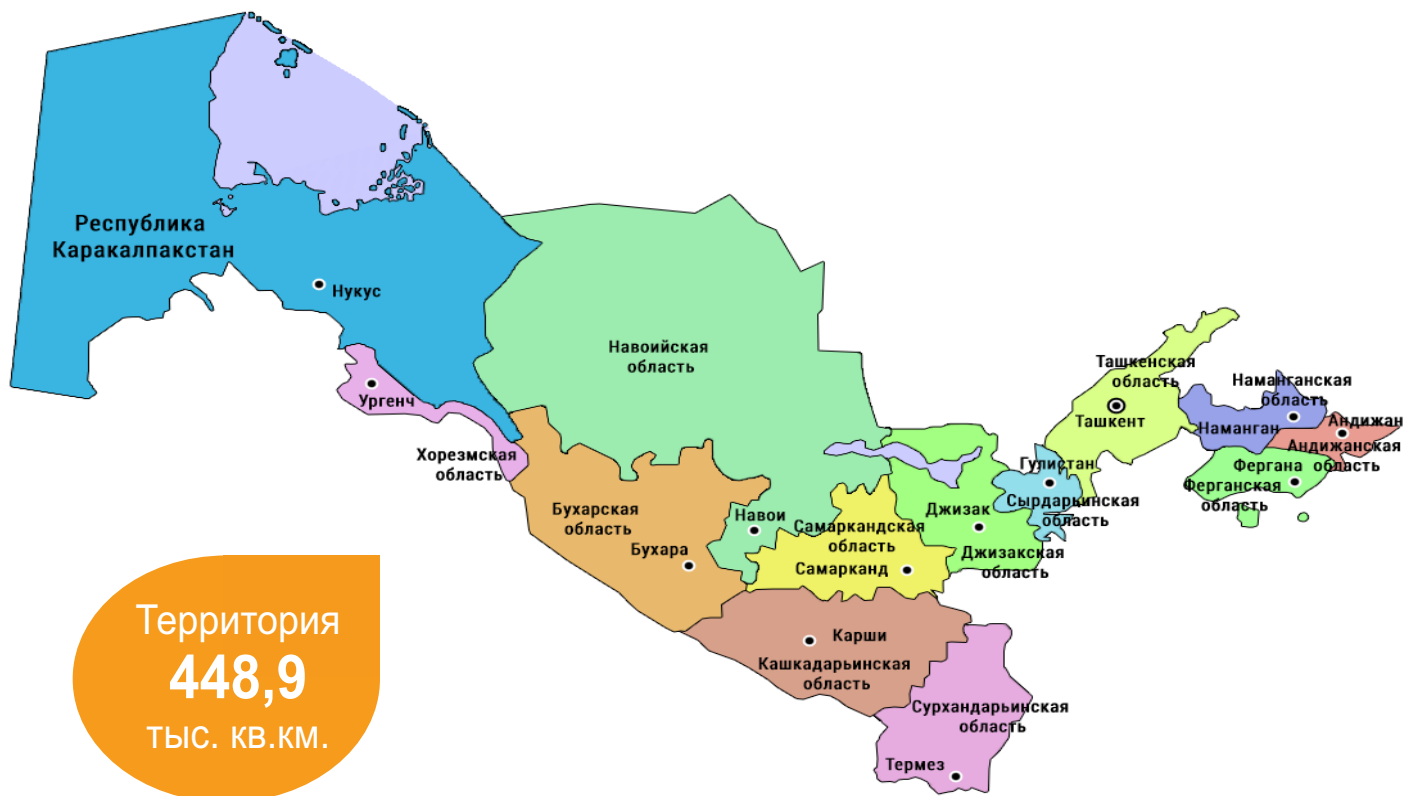 Республика
Каракалпакстан
Нукус
Навоийская
область
Ургенч
Хорезмская
область
Ташкенская
область
Ташкент
Наманганская
область
Наманган
Андижан
Андижанская
область
Фергана
Ферганская
область
Гулистан
Сырдарьинская
область
Джизак
Джизакская
область
Бухарская
область
Бухара
Навои
Самаркандская
область
Самарканд
Карши
Кашкадарьинская
область
Сурхандарьинская
область
Термез
Территория
448,9
тыс. кв.км.